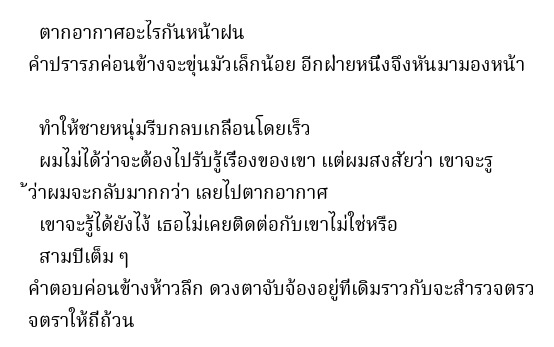 ตากอากาศอะไรกันหน้าฝน
คำปรารภค่อนข้างจะขุ่นมัวเล็กน้อย อีกฝ่ายหนึ่งจึงหันมามองหน้า
ทำให้ชายหนุ่มรีบกลบเกลื่อนโดยเร็ว
ผมไม่ได้ว่าจะต้องไปรับรู้เรื่องของเขา แต่ผมสงสัยว่า เขาจะรู
้ว่าผมจะกลับมากกว่า เลยไปตากอากาศ
เขาจะรู้ได้ยังไง้ เธอไม่เคยติดต่อกับเขาไม่ใช่หรือ
สามปีเต็ม ๆ
คำตอบค่อนข้างห้าวลึก ดวงตาจับจ้องอยู่ที่เดิมราวกับจะสำรวจตรว
จตราให้ถี่ถ้วน